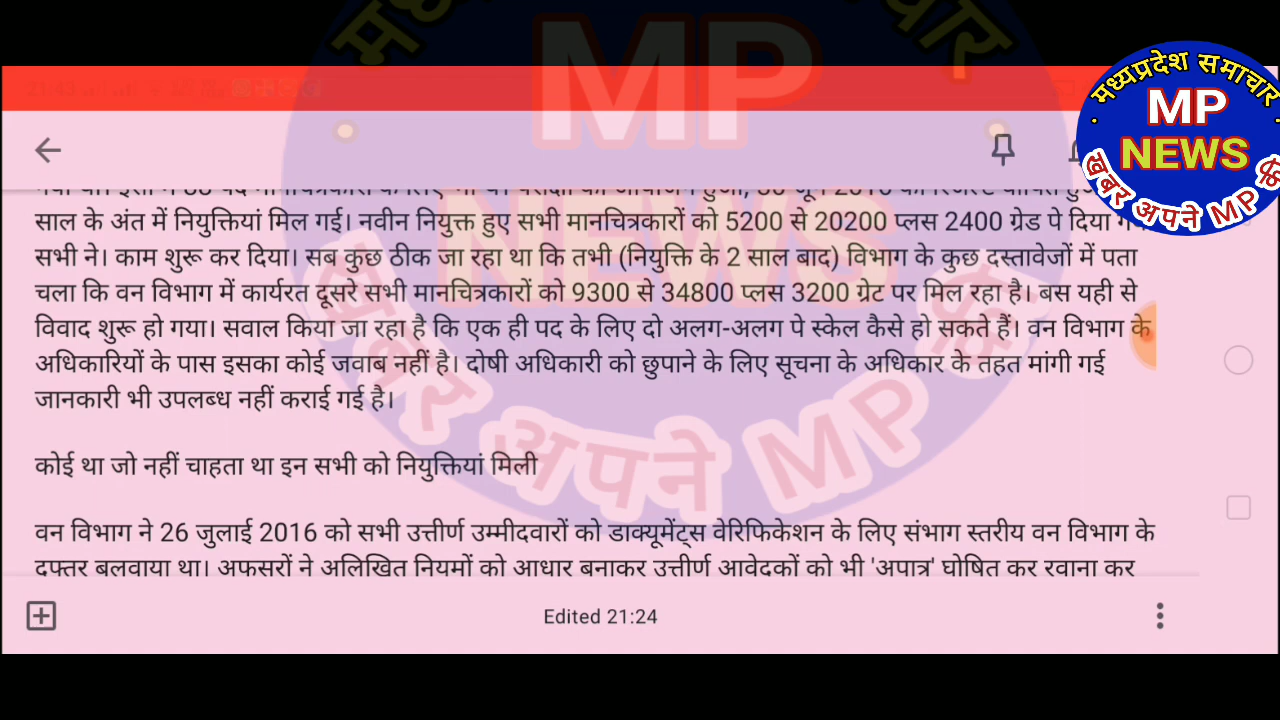 मध्यप्रदेश समाचार
MP
NEWS
खबर अपने MP की
साल के अंत में नियुक्तियां मिल गई। नवीन नियुक्त हुए सभी मानचित्रकारों को 5200 से 20200 प्लस 2400 ग्रेड पे दिया
सभी ने। काम शुरू कर दिया। सब कुछ ठीक जा रहा था कि तभी (नियुक्ति के 2 साल बाद) विभाग के कुछ दस्तावेजों में पता
चला कि वन विभाग में कार्यरत दूसरे सभी मानचित्रकारों को 9300 से 34800 प्लस 3200 ग्रेट पर मिल रहा है। बस यही से
विवाद शुरू हो गया। सवाल किया जा रहा है कि एक ही पद के लिए दो अलग-अलग पे स्केल कैसे हो सकते हैं। वन विभाग के
अधिकारियों के पास इसका कोई जवाब नहीं है। दोषी अधिकारी को छुपाने के लिए सूचना के अधिकार के तहत मांगी गई
जानकारी भी उपलब्ध नहीं कराई गई है।
कोई था जो नहीं चाहता था इन सभी को नियुक्तियां मिली
वन विभाग ने 26 जुलाई 2016 को सभी उत्तीर्ण उम्मीदवारों को डाक्यूमेंट्स वेरिफिकेशन के लिए संभाग स्तरीय वन विभाग के
दफ्तर बुलवाया था। अफसरों ने अलिखित नियमों को आधार बनाकर उत्तीर्ण आवेदकों को भी 'अपात्र' घोषित कर रवाना कर
Edited 21:24